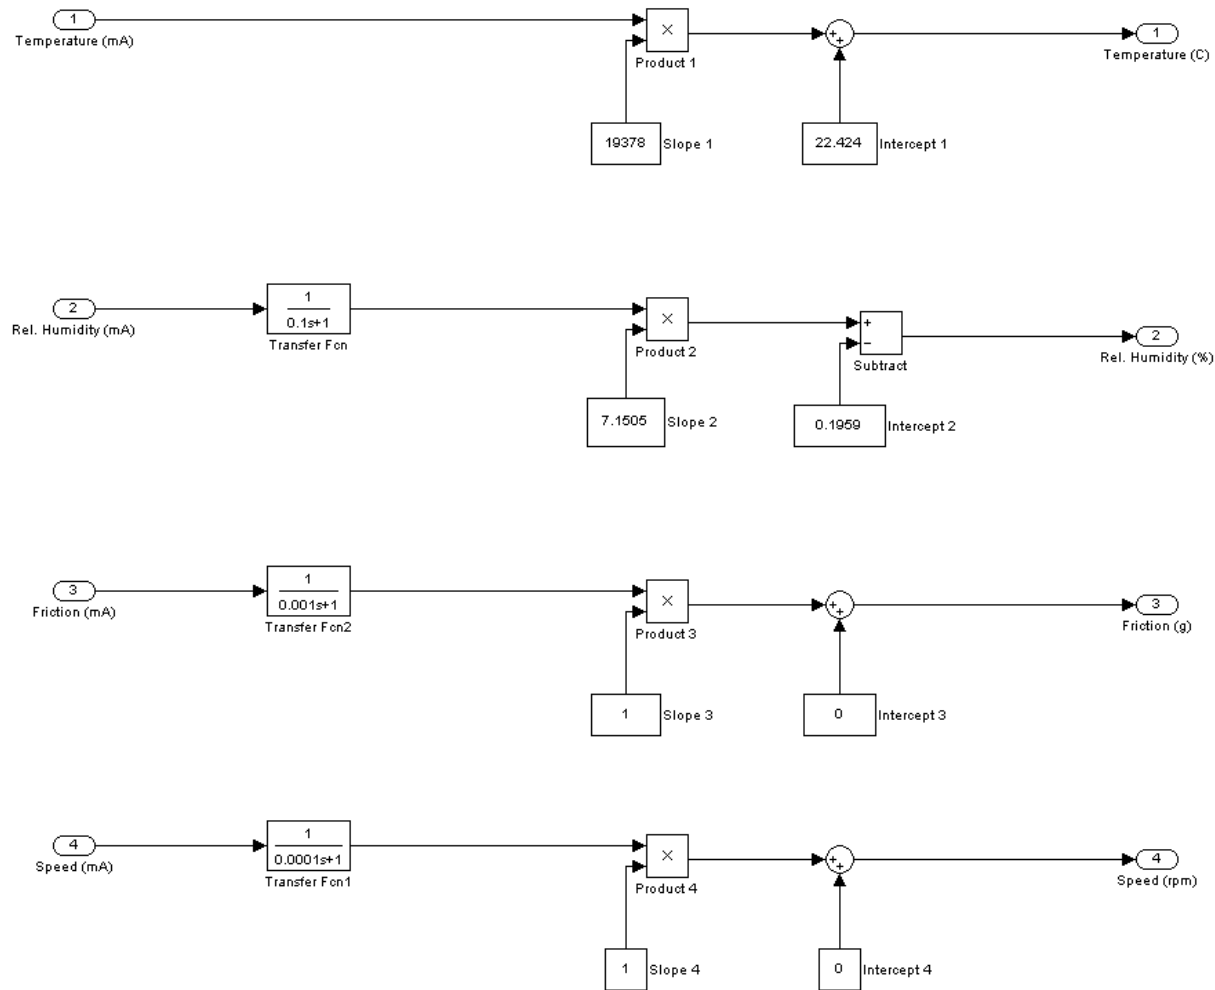 1
Temperature (mA)
×
Product 1
+
+
1
Temperature (C)
19378
Slope 1
22.424
Intercept 1
2
Rel. Humidity (mA)
1
0.1s+1
Transfer Fcn
×
Product 2
+
−
Subtract
2
Rel. Humidity (%)
7.1505
Slope 2
0.1959
Intercept 2
3
Friction (mA)
1
0.001s+1
Transfer Fcn2
×
Product 3
+
+
3
Friction (g)
1
Slope 3
0
Intercept 3
4
Speed (mA)
1
0.0001s+1
Transfer Fcn1
×
Product 4
+
+
4
Speed (rpm)
1
Slope 4
0
Intercept 4